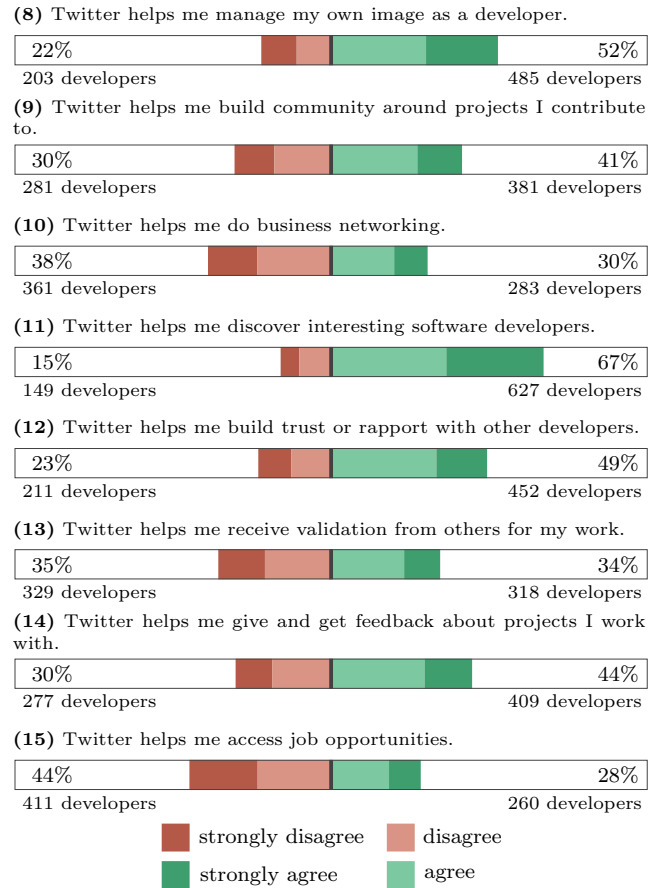 (8) Twitter helps me manage my own image as a developer.
22% 52%
203 developers 485 developers
(9) Twitter helps me build community around projects I contribute
to.
30% 41%
281 developers 381 developers
(10) Twitter helps me do business networking.
38% 30%
361 developers 283 developers
(11) Twitter helps me discover interesting software developers.
15% 67%
149 developers 627 developers
(12) Twitter helps me build trust or rapport with other developers.
23% 49%
211 developers 452 developers
(13) Twitter helps me receive validation from others for my work.
35% 34%
329 developers 318 developers
(14) Twitter helps me give and get feedback about projects I work
with.
30% 44%
277 developers 409 developers
(15) Twitter helps me access job opportunities.
44% 28%
411 developers 260 developers
strongly disagree disagree
strongly agree agree